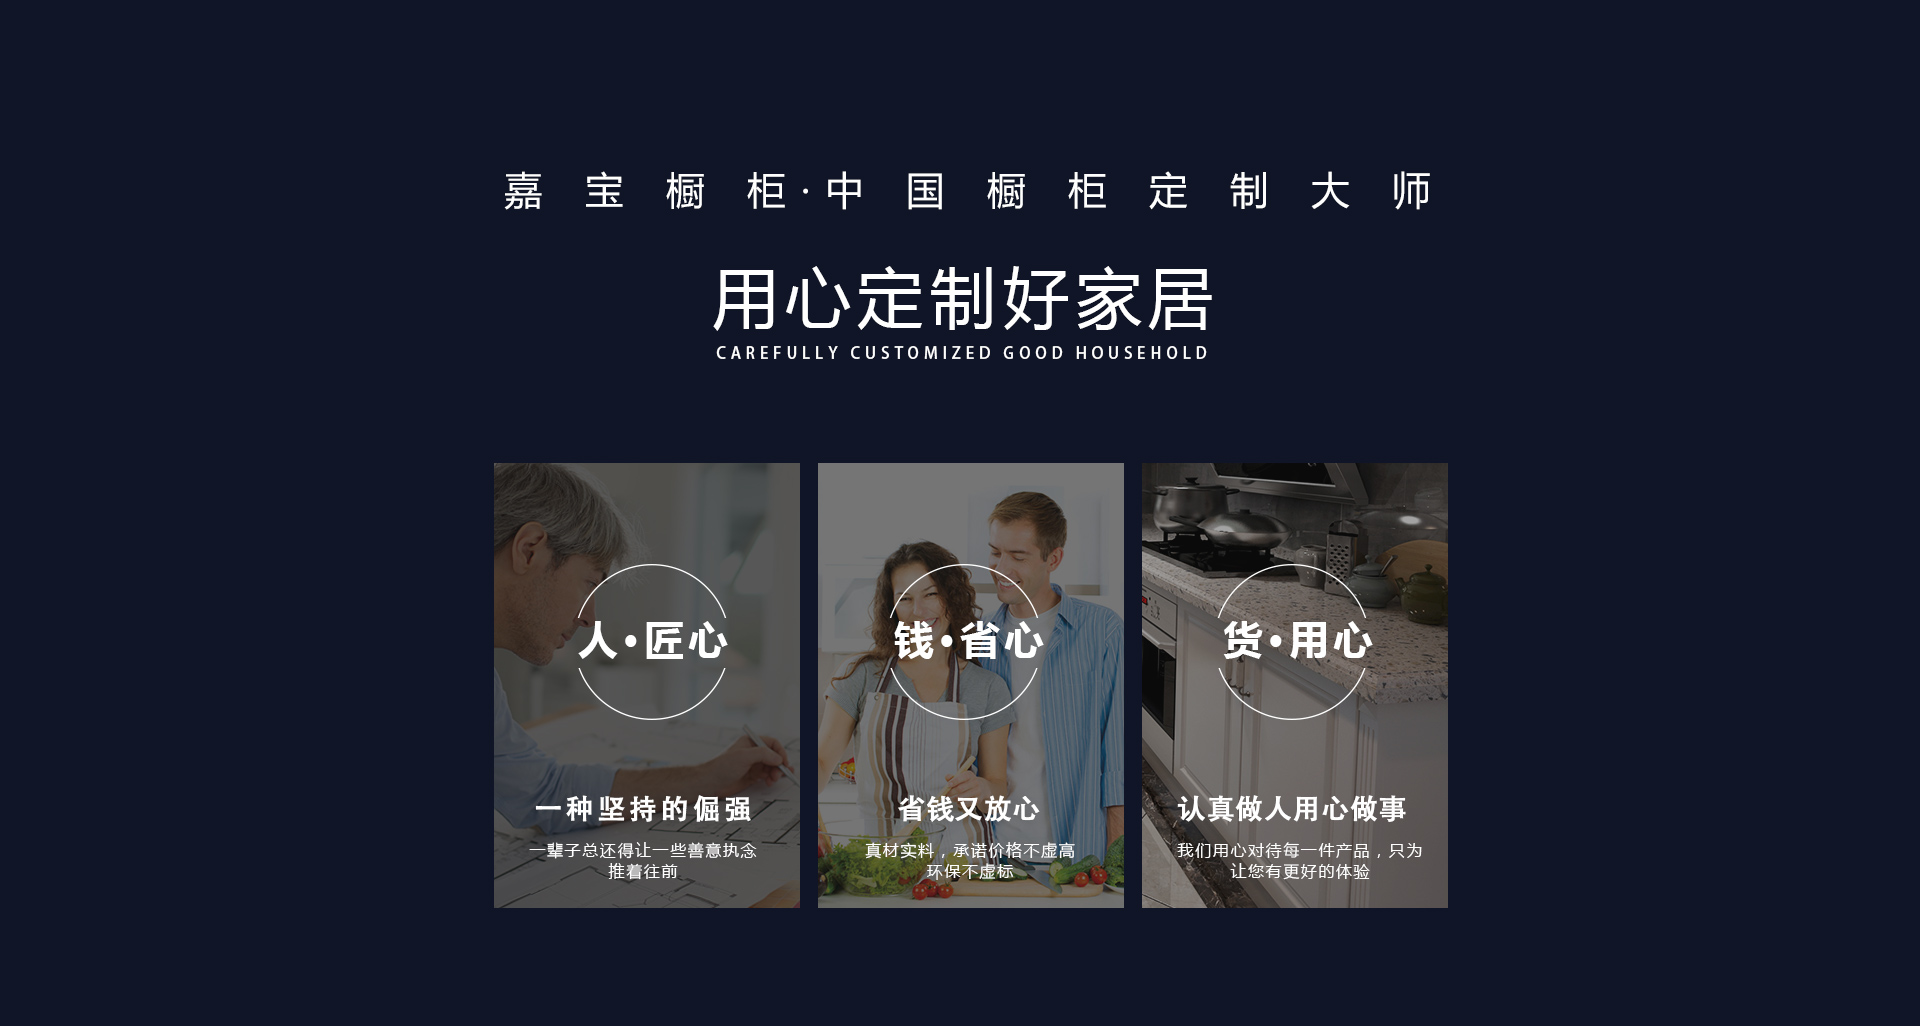 嘉宝橱柜·中国橱柜定制大师
用心定制好家居
CAREFULLY CUSTOMIZED GOOD HOUSEHOLD
人·匠心
一种坚持的倔强
一辈子总还得让一些善意执念
推着往前
钱·省心
省钱又放心
真材实料，承诺价格不虚高
环保不虚标
货·用心
认真做人用心做事
我们用心对待每一件产品，只为
让您有更好的体验